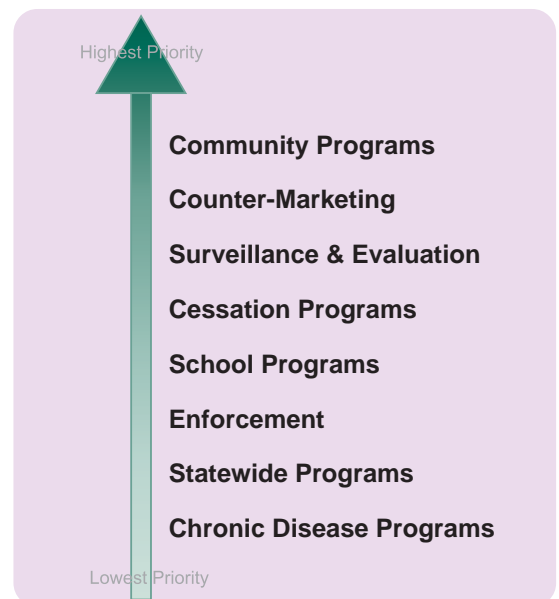 Highest Priority
Community Programs
Counter-Marketing
Surveillance & Evaluation
Cessation Programs
School Programs
Enforcement
Statewide Programs
Chronic Disease Programs
Lowest Priority